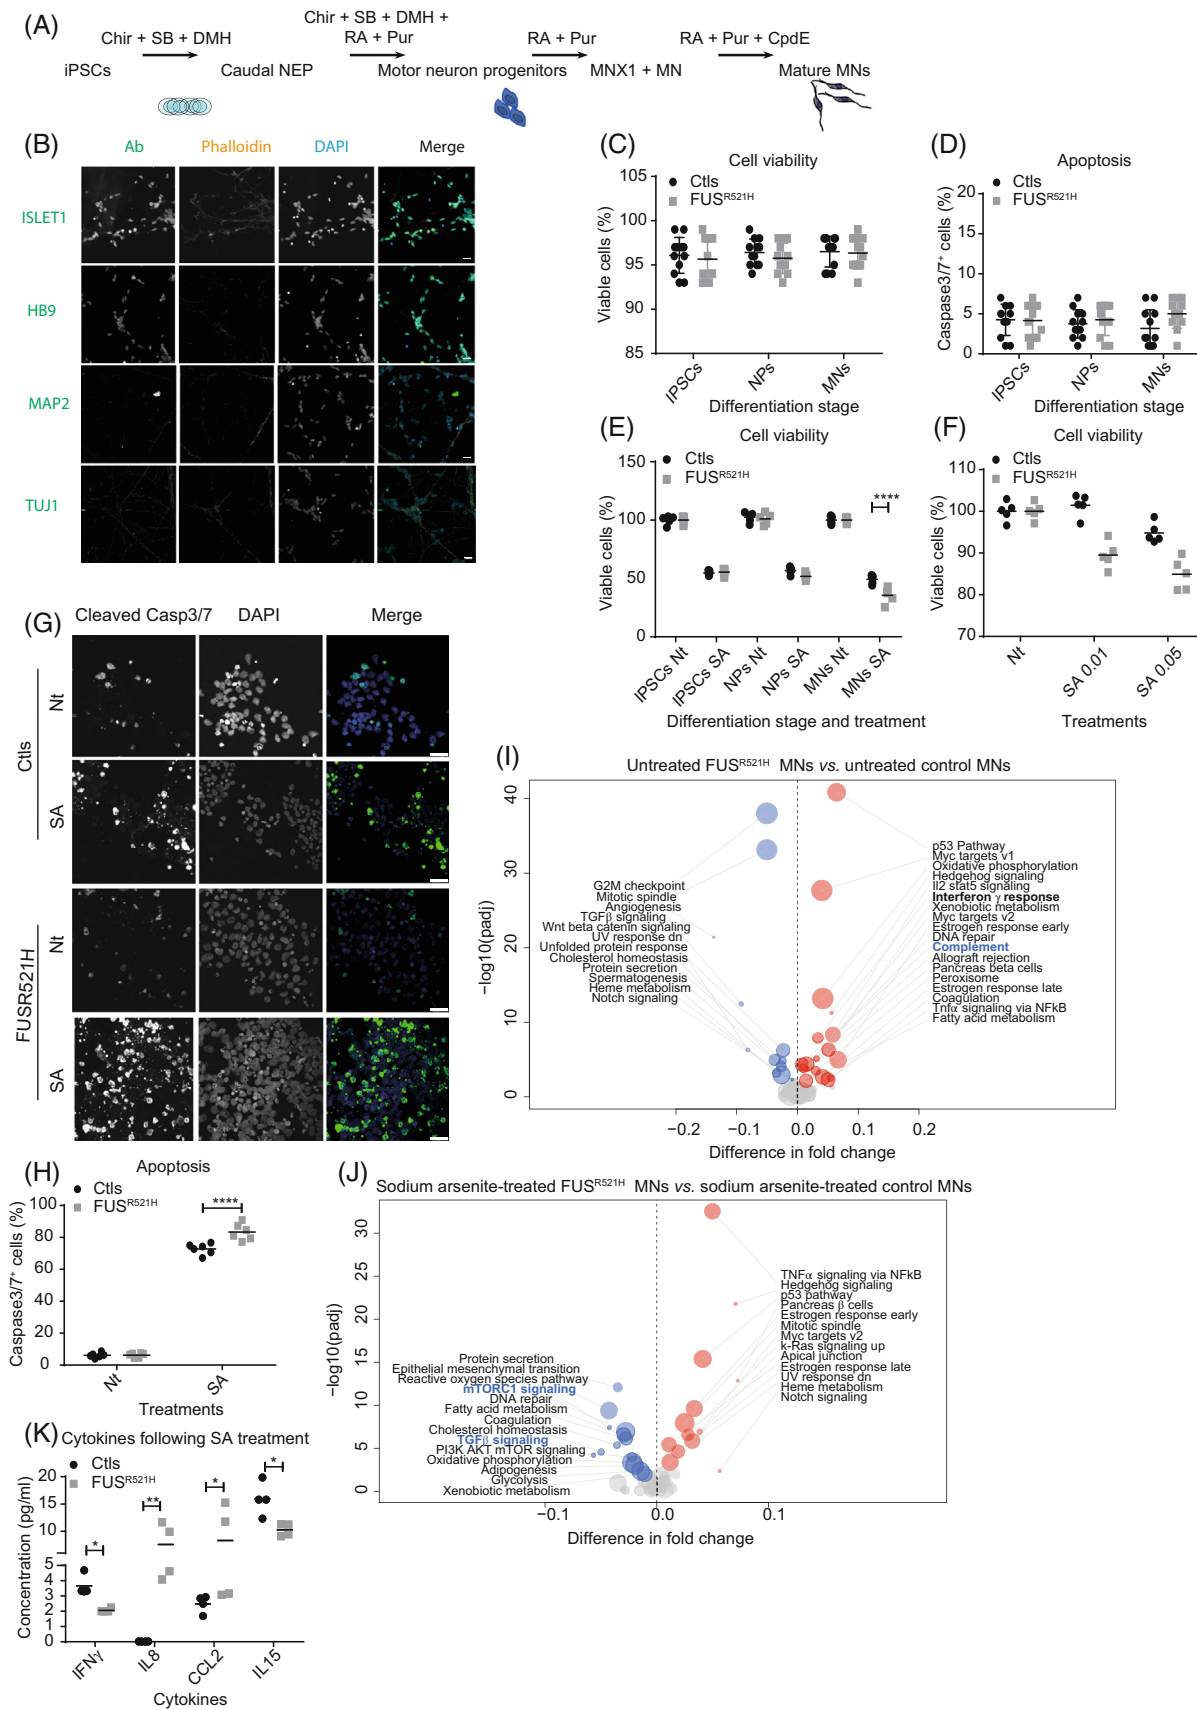 (A)
Chir + SB + DMH
Chir + SB + DMH +
RA + Pur
RA + Pur
RA + Pur + CpdE
iPSCs
Caudal NEP
Motor neuron progenitors
MNX1 + MN
Mature MNs
(B)
Ab
Phalloidin
DAPI
Merge
ISLET1
HB9
MAP2
TUJ1
(C)
Cell viability
Ctls
FUSR521H
Viable cells (%)
105
100
95
90
85
IPSCs
NPs
MNs
Differentiation stage
(D)
Apoptosis
Ctls
FUSR521H
Caspase3/7+ cells (%)
20
15
10
5
0
IPSCs
NPs
MNs
Differentiation stage
(E)
Cell viability
Ctls
FUSR521H
****
Viable cells (%)
150
100
50
0
IPSCs Nt
IPSCs SA
NPs Nt
NPs SA
MNs Nt
MNs SA
Differentiation stage and treatment
(F)
Cell viability
Ctls
FUSR521H
Viable cells (%)
110
100
90
80
70
Nt
SA 0.01
SA 0.05
Treatments
(G)
Cleaved Casp3/7
DAPI
Merge
Ctls
Nt
SA
FUSR521H
Nt
SA
(H)
Apoptosis
Ctls
FUSR521H
****
Caspase3/7+ cells (%)
100
80
60
40
20
0
Nt
SA
Treatments
(I)
Untreated FUSR521H MNs vs. untreated control MNs
−log10(padj)
40
30
20
10
0
G2M checkpoint
Mitotic spindle
Angiogenesis
TGFβ signaling
Wnt beta catenin signaling
UV response dn
Unfolded protein response
Cholesterol homeostasis
Protein secretion
Spermatogenesis
Heme metabolism
Notch signaling
p53 Pathway
Myc targets v1
Oxidative phosphorylation
Hedgehog signaling
Il2 stat5 signaling
Interferon γ response
Xenobiotic metabolism
Myc targets v2
Estrogen response early
DNA repair
Complement
Allograft rejection
Pancreas beta cells
Peroxisome
Estrogen response late
Coagulation
Tnfα signaling via NFkB
Fatty acid metabolism
−0.2
−0.1
0.0
0.1
0.2
Difference in fold change
(J)
Sodium arsenite-treated FUSR521H MNs vs. sodium arsenite-treated control MNs
−log10(padj)
30
25
20
15
10
5
0
Protein secretion
Epithelial mesenchymal transition
Reactive oxygen species pathway
mTORC1 signaling
DNA repair
Fatty acid metabolism
Coagulation
Cholesterol homeostasis
TGFβ signaling
PI3K AKT mTOR signaling
Oxidative phosphorylation
Adipogenesis
Glycolysis
Xenobiotic metabolism
TNFα signaling via NFkB
Hedgehog signaling
p53 pathway
Pancreas β cells
Estrogen response early
Mitotic spindle
Myc targets v2
k-Ras signaling up
Apical junction
Estrogen response late
UV response dn
Heme metabolism
Notch signaling
−0.1
0.0
0.1
Difference in fold change
(K)
Cytokines following SA treatment
Ctls
FUSR521H
*
**
*
*
Concentration (pg/ml)
20
15
10
5
4
3
2
1
0
IFNγ
IL8
CCL2
IL15
Cytokines